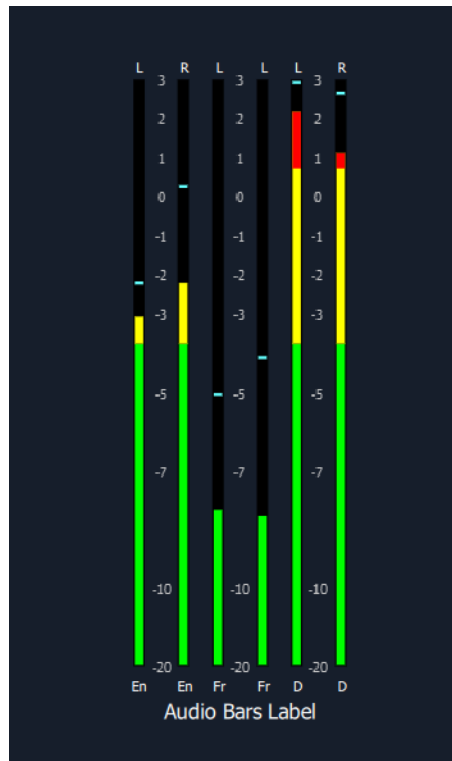 L R L L L R
3 3 3
2 2 2
1 1 1
0 0 0
-1 -1 -1
-2 -2 -2
-3 -3 -3
-5 -5 -5
-7 -7 -7
-10 -10 -10
-20 -20 -20
En En Fr Fr D D
Audio Bars Label